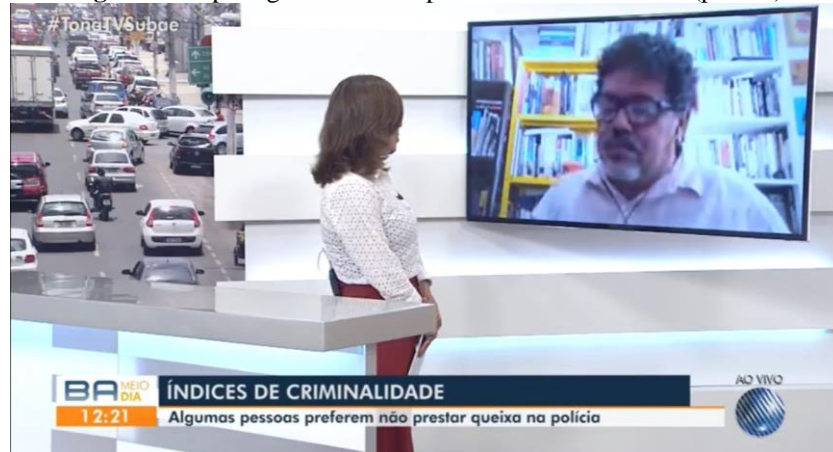 #TonaTVSubae
AO VIVO
BA MEIO DIA
ÍNDICES DE CRIMINALIDADE
12:21
Algumas pessoas preferem não prestar queixa na polícia